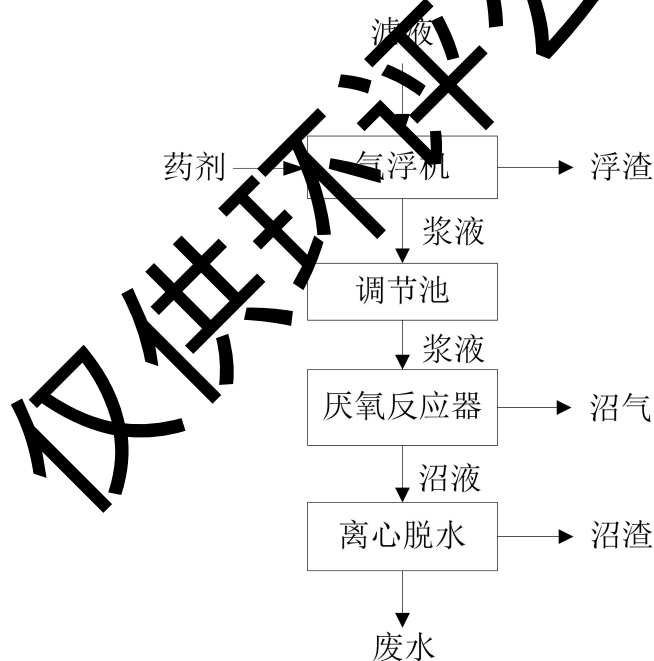 滤液
药剂
气浮机
浮渣
浆液
调节池
浆液
厌氧反应器
沼气
沼液
离心脱水
沼渣
废水
仅供环评公